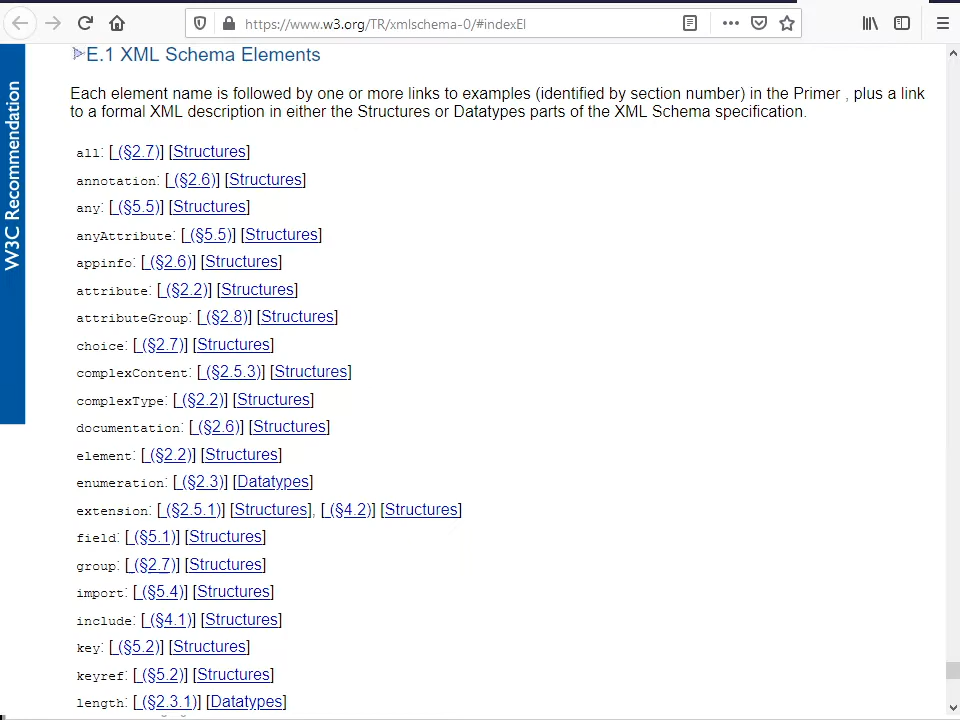 https://www.w3.org/TR/xmlschema-0/#indexEl
W3C Recommendation
E.1 XML Schema Elements
Each element name is followed by one or more links to examples (identified by section number) in the Primer , plus a link
to a formal XML description in either the Structures or Datatypes parts of the XML Schema specification.
all: [ (§2.7)] [Structures]
annotation: [ (§2.6)] [Structures]
any: [ (§5.5)] [Structures]
anyAttribute: [ (§5.5)] [Structures]
appinfo: [ (§2.6)] [Structures]
attribute: [ (§2.2)] [Structures]
attributeGroup: [ (§2.8)] [Structures]
choice: [ (§2.7)] [Structures]
complexContent: [ (§2.5.3)] [Structures]
complexType: [ (§2.2)] [Structures]
documentation: [ (§2.6)] [Structures]
element: [ (§2.2)] [Structures]
enumeration: [ (§2.3)] [Datatypes]
extension: [ (§2.5.1)] [Structures], [ (§4.2)] [Structures]
field: [ (§5.1)] [Structures]
group: [ (§2.7)] [Structures]
import: [ (§5.4)] [Structures]
include: [ (§4.1)] [Structures]
key: [ (§5.2)] [Structures]
keyref: [ (§5.2)] [Structures]
length: [ (§2.3.1)] [Datatypes]